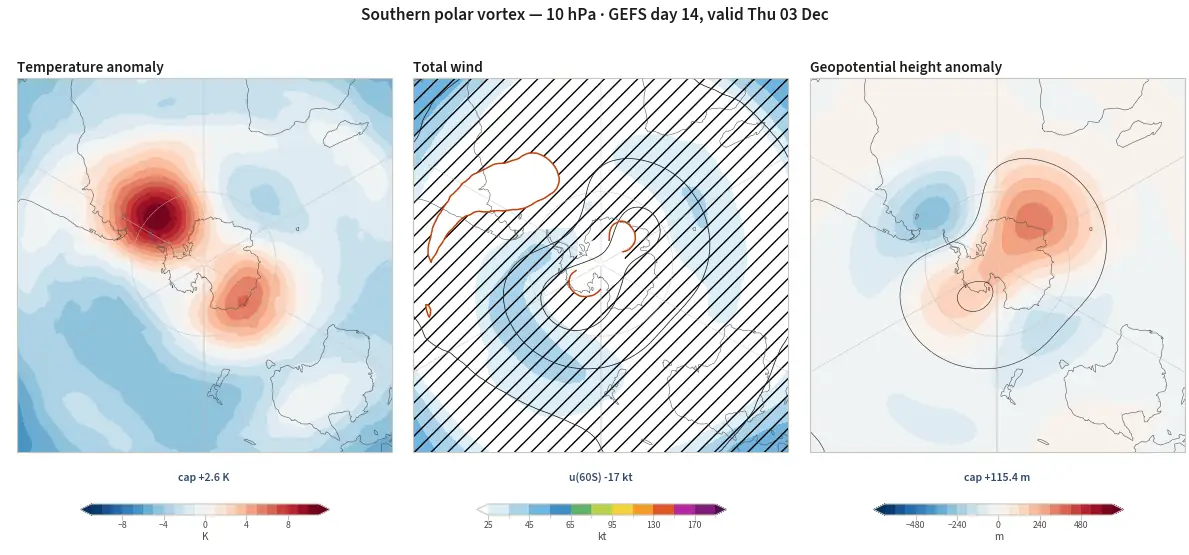 Southern polar vortex — 10 hPa · GEFS day 14, valid Thu 03 Dec
Temperature anomaly
Total wind
Geopotential height anomaly
cap +2.6 K
u(60S) -17 kt
cap +115.4 m
−8 −4 0 4 8
K
25 45 65 95 130 170
kt
−480 −240 0 240 480
m